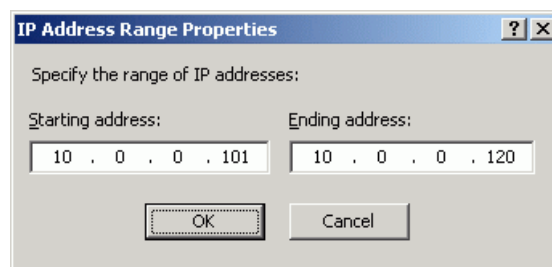 IP Address Range Properties
Specify the range of IP addresses:
Starting address: Ending address:
10 . 0 . 0 . 101 10 . 0 . 0 . 120
OK Cancel